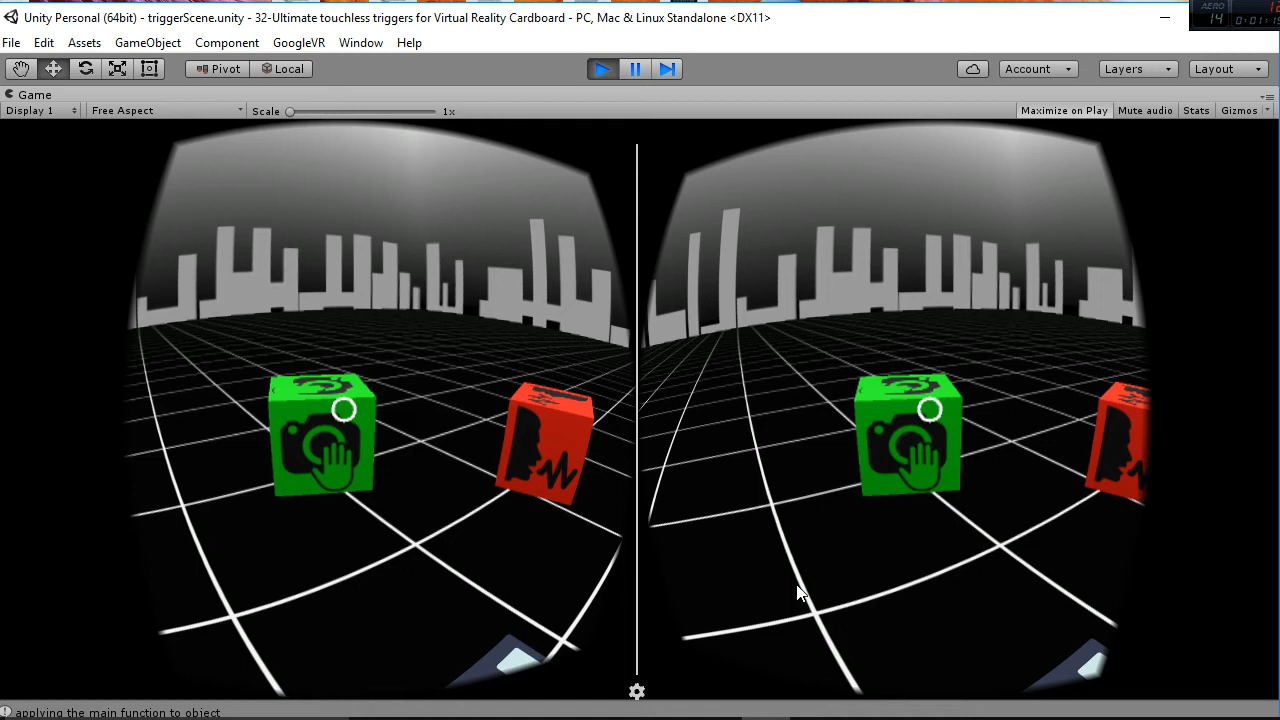 Unity Personal (64bit) - triggerScene.unity - 32-Ultimate touchless triggers for Virtual Reality Cardboard - PC, Mac & Linux Standalone <DX11>
AERO
14
File Edit Assets GameObject Component GoogleVR Window Help
Pivot Local Account Layers Layout
Game
Display 1 Free Aspect Scale 1x Maximize on Play Mute audio Stats Gizmos
applying the main function to object